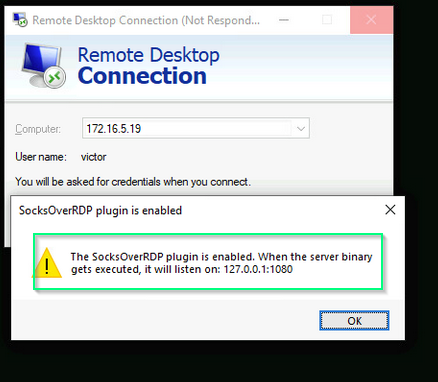 Remote Desktop Connection (Not Respond...
Remote Desktop
Connection
Computer: 172.16.5.19
User name: victor
You will be asked for credentials when you connect.
SocksOverRDP plugin is enabled
The SocksOverRDP plugin is enabled. When the server binary
gets executed, it will listen on: 127.0.0.1:1080
OK